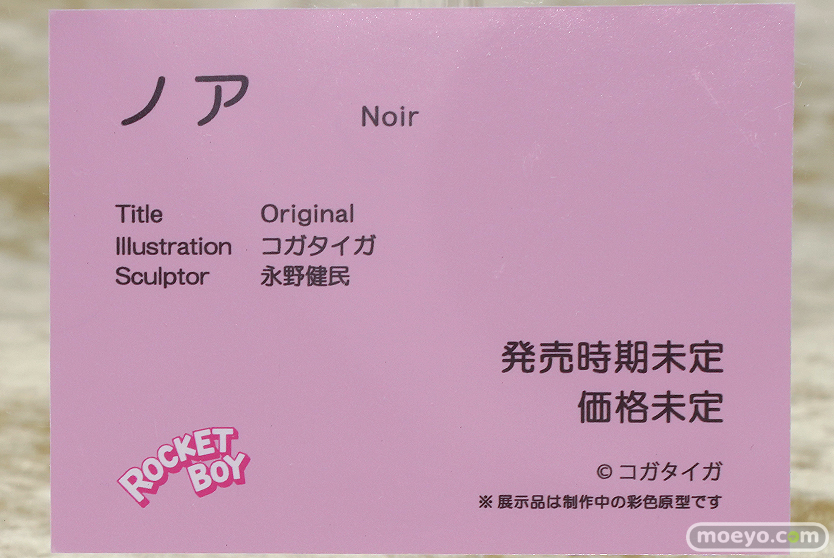 ノア Noir
Title Original
Illustration コガタイガ
Sculptor 永野健民
発売時期未定
価格未定
ROCKET
BOY
© コガタイガ
※ 展示品は制作中の彩色原型です
moeyo.com